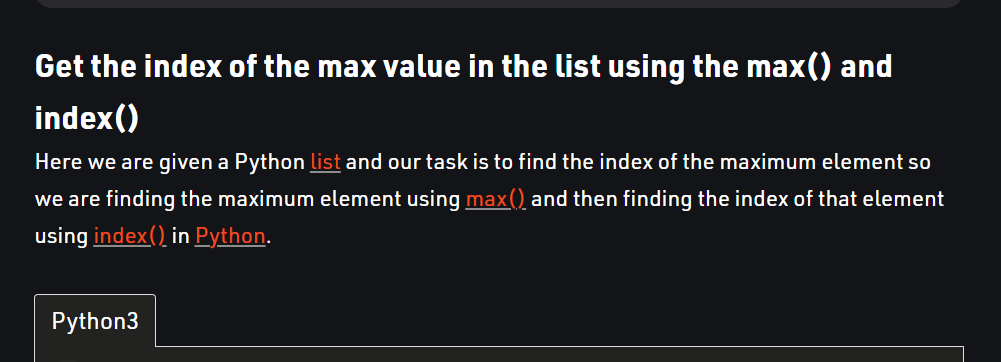 Get the index of the max value in the list using the max() and
index()
Here we are given a Python list and our task is to find the index of the maximum element so
we are finding the maximum element using max() and then finding the index of that element
using index() in Python.
Python3